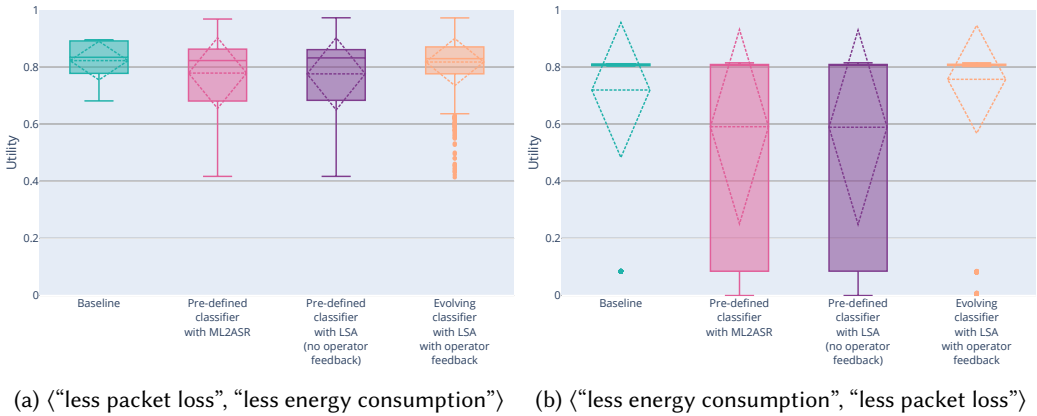 1
0.8
0.6
0.4
0.2
0
Utility
Baseline
Pre-defined
classifier
with ML2ASR
Pre-defined
classifier
with LSA
(no operator
feedback)
Evolving
classifier
with LSA
with operator
feedback
(a) ⟨“less packet loss”, “less energy consumption”⟩
1
0.8
0.6
0.4
0.2
0
Utility
Baseline
Pre-defined
classifier
with ML2ASR
Pre-defined
classifier
with LSA
(no operator
feedback)
Evolving
classifier
with LSA
with operator
feedback
(b) ⟨“less energy consumption”, “less packet loss”⟩